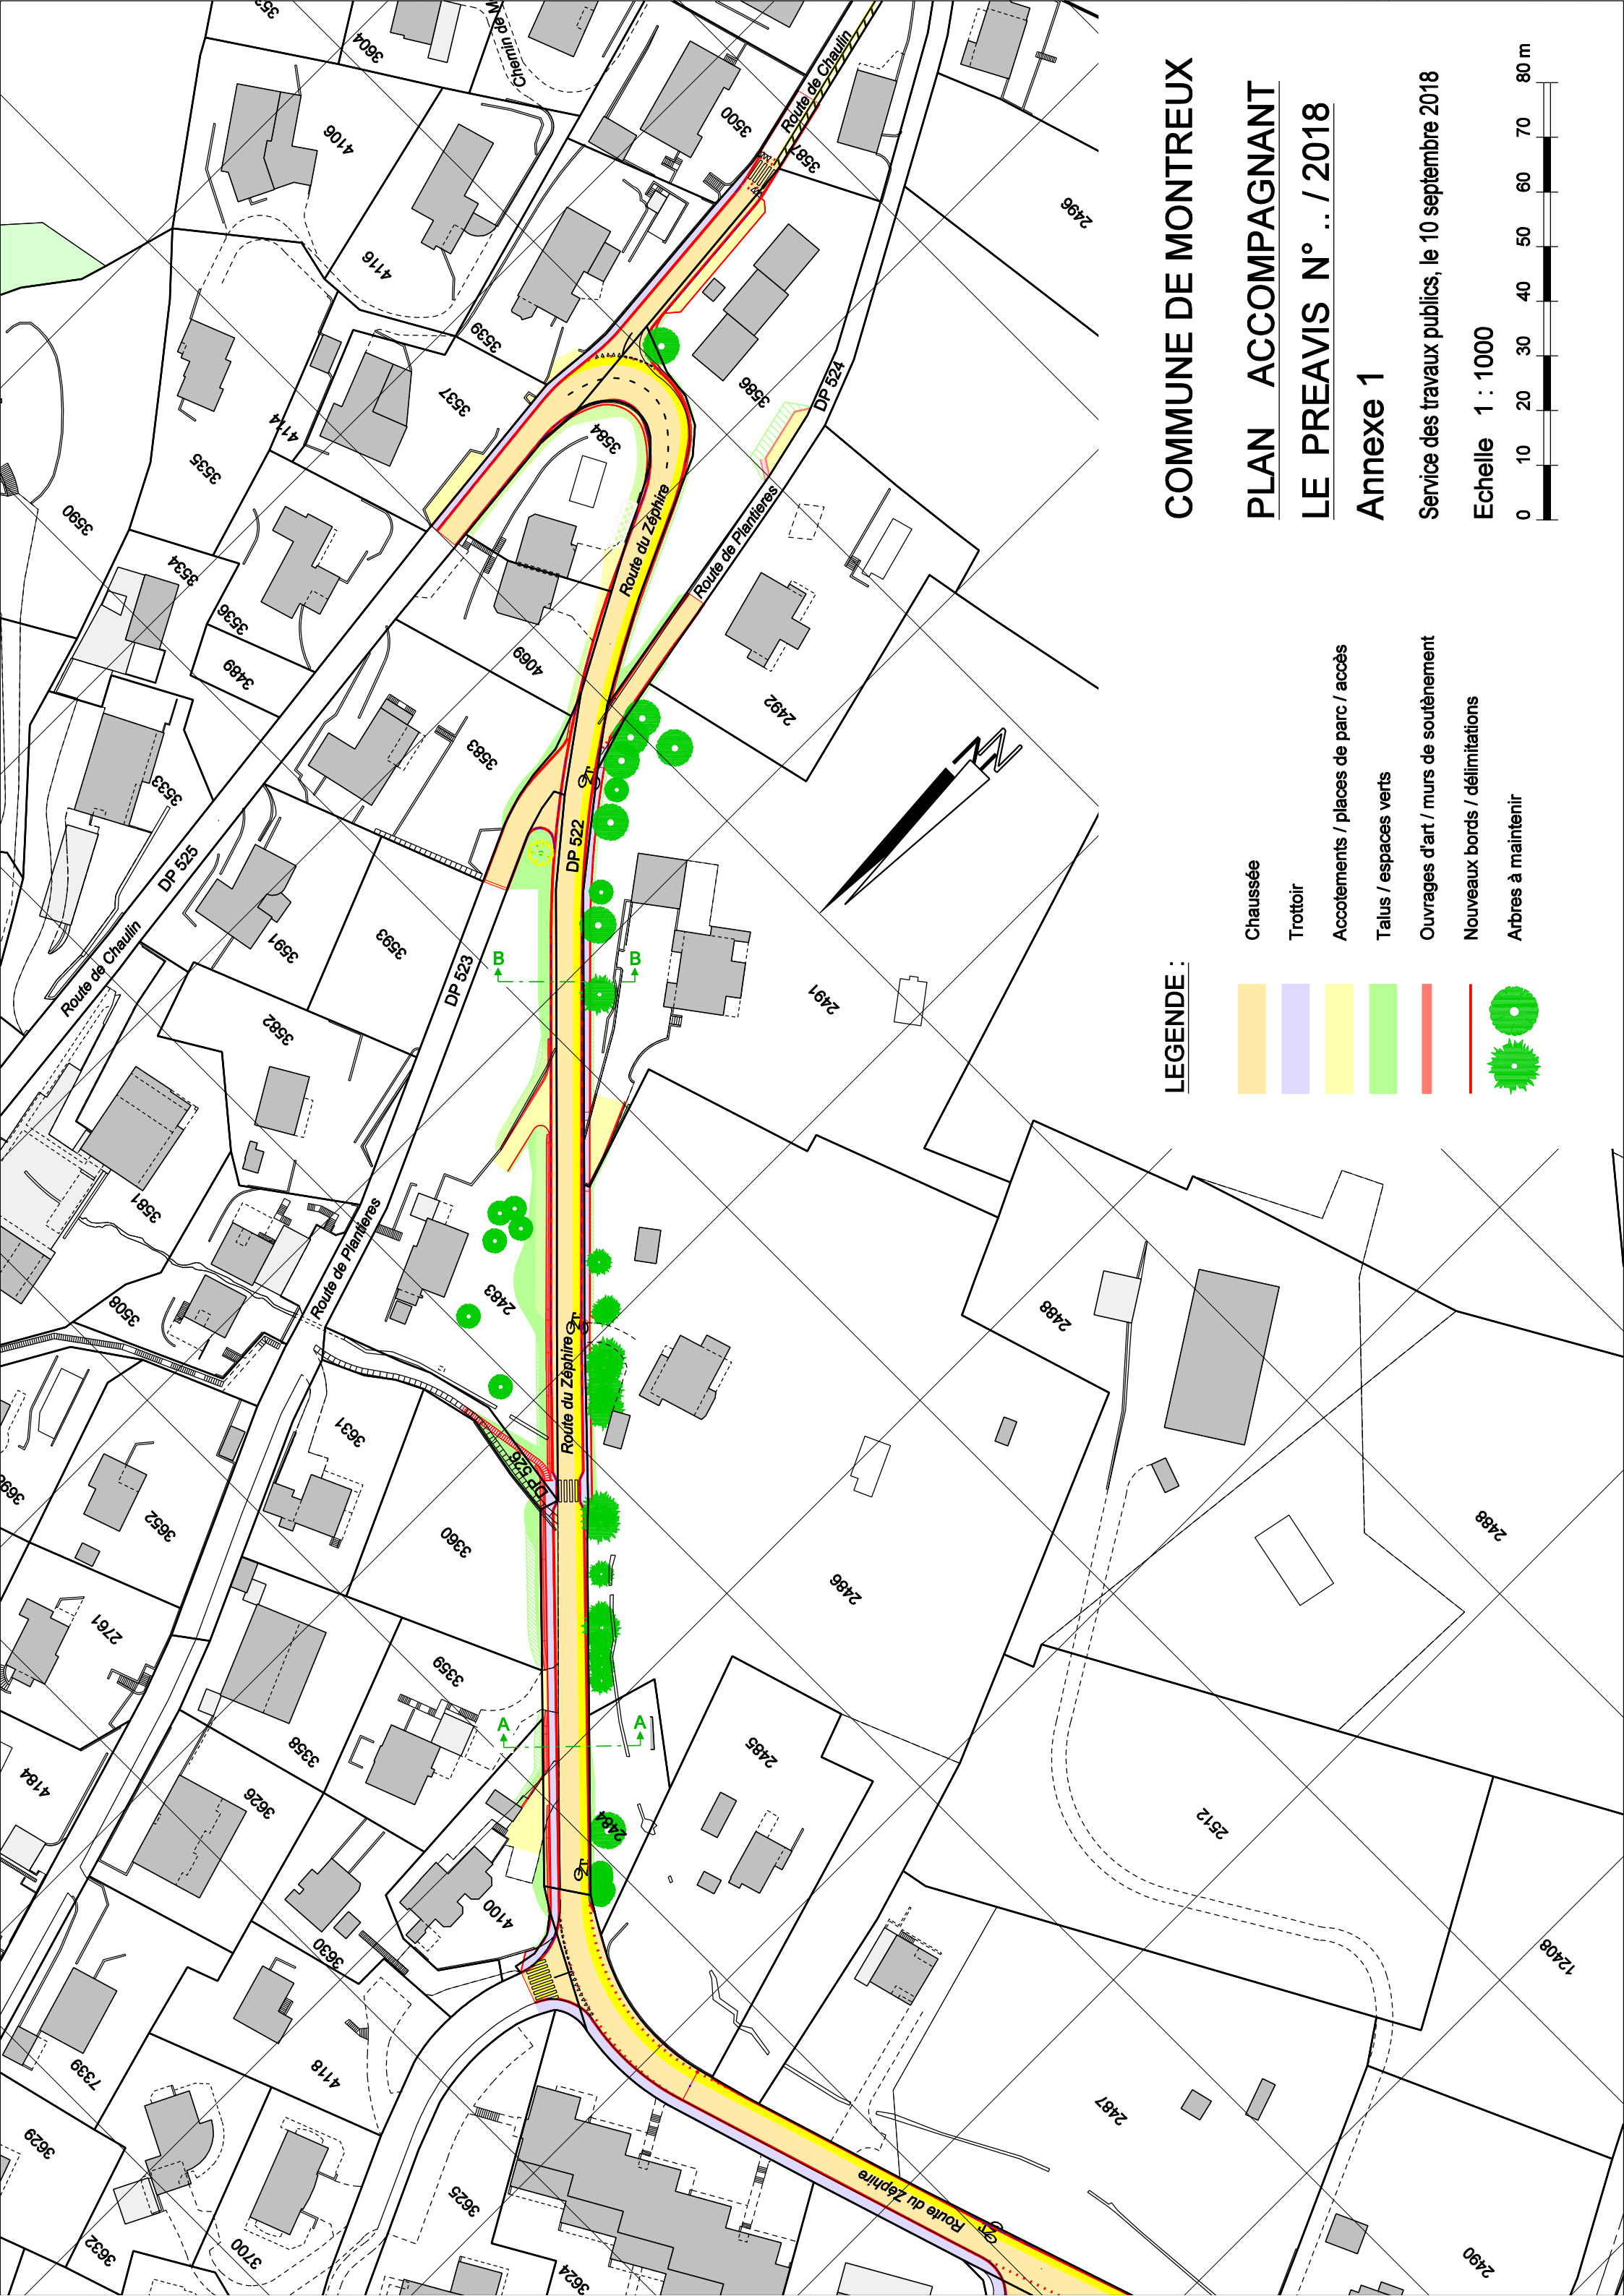 COMMUNE DE MONTREUX
PLAN ACCOMPAGNANT
LE PREAVIS N° .. / 2018
Annexe 1
Service des travaux publics, le 10 septembre 2018
Echelle 1 : 1000
0 10 20 30 40 50 60 70 80 m
LEGENDE :
Chaussée
Trottoir
Accotements / places de parc / accès
Talus / espaces verts
Ouvrages d'art / murs de soutènement
Nouveaux bords / délimitations
Arbres à maintenir
N
3604
Chemin de M
4106
3500
Route de Chaulin
3587
2496
4116
3539
3537
4114
3535
3584
3586
DP 524
3590
3534
3536
3489
4069
Route du Zéphire
Route de Plantieres
2492
3583
3533
DP 525
Route de Chaulin
3591
3593
DP 523
DP 522
B
B
2491
3582
3581
3508
Route de Plantieres
2483
Route du Zéphire
2488
3631
DP 526
3652
3360
2486
2488
2761
3359
A
A
3358
2485
4184
3626
2484
2512
4100
3630
12408
7339
4118
3629
2487
3625
Route du Zéphire
3632
3700
3624
2490